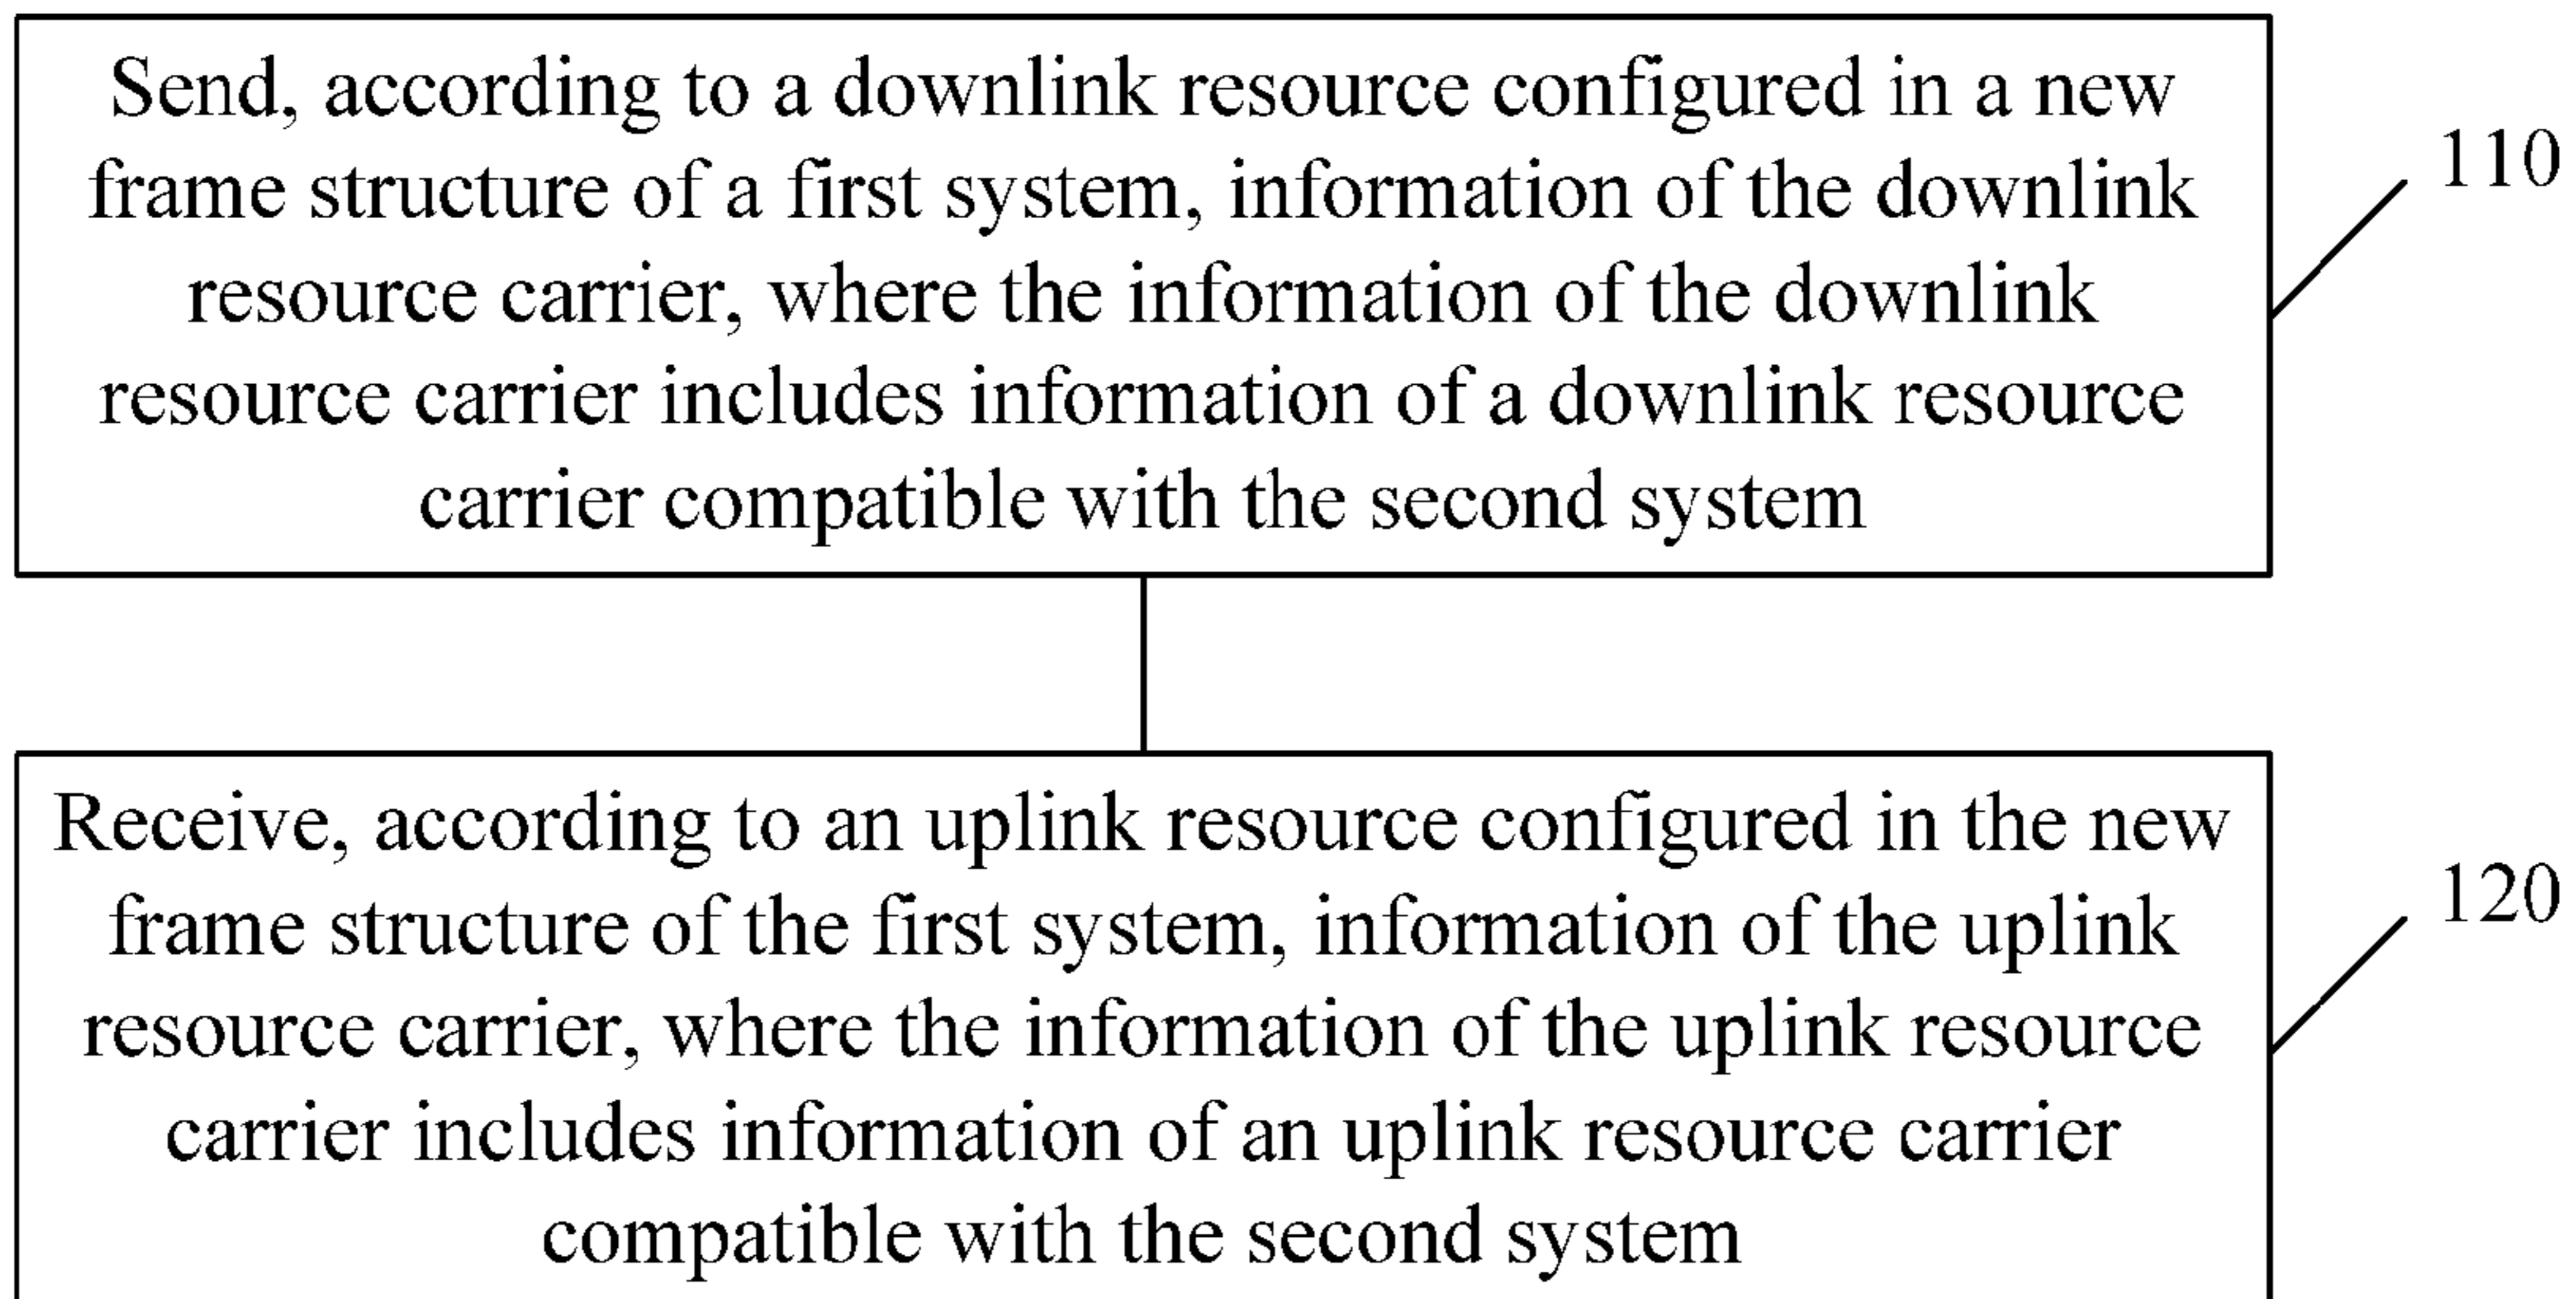 Send, according to a downlink resource configured in a new
frame structure of a first system, information of the downlink
resource carrier, where the information of the downlink
resource carrier includes information of a downlink resource
carrier compatible with the second system
110
Receive, according to an uplink resource configured in the new
frame structure of the first system, information of the uplink
resource carrier, where the information of the uplink resource
carrier includes information of an uplink resource carrier
compatible with the second system
120